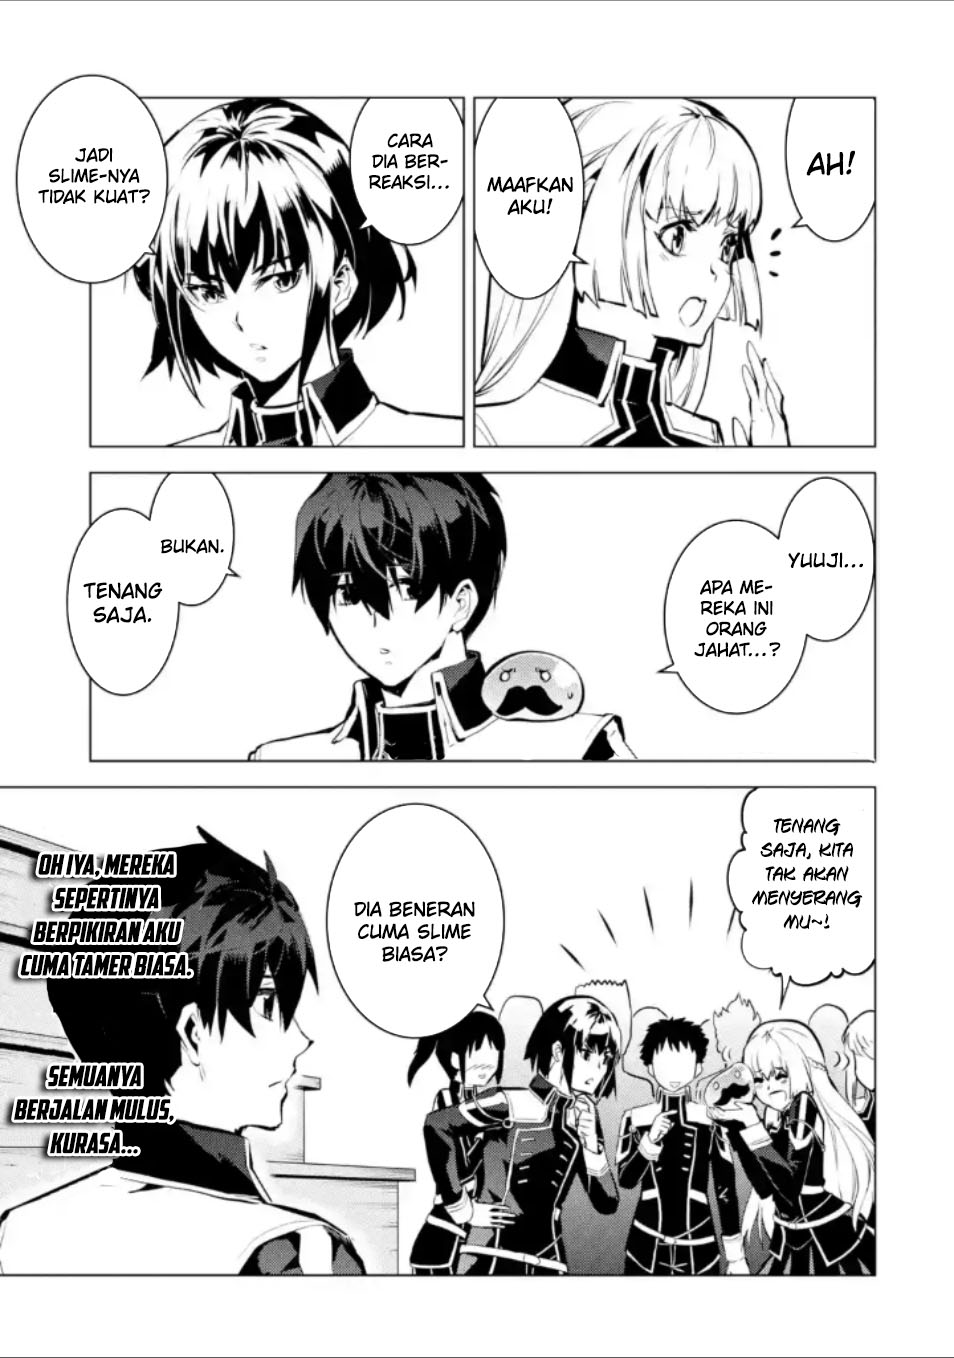 AH!
MAAFKAN
AKU!
CARA
DIA BER-
REAKSI...
JADI
SLIME-NYA
TIDAK KUAT?
YUUJI...
APA ME-
REKA INI
ORANG
JAHAT...?
BUKAN.
TENANG
SAJA.
TENANG
SAJA, KITA
TAK AKAN
MENYERANG
MU~!
DIA BENERAN
CUMA SLIME
BIASA?
OH IYA, MEREKA
SEPERTINYA
BERPIKIRAN AKU
CUMA TAMER BIASA.
SEMUANYA
BERJALAN MULUS,
KURASA...